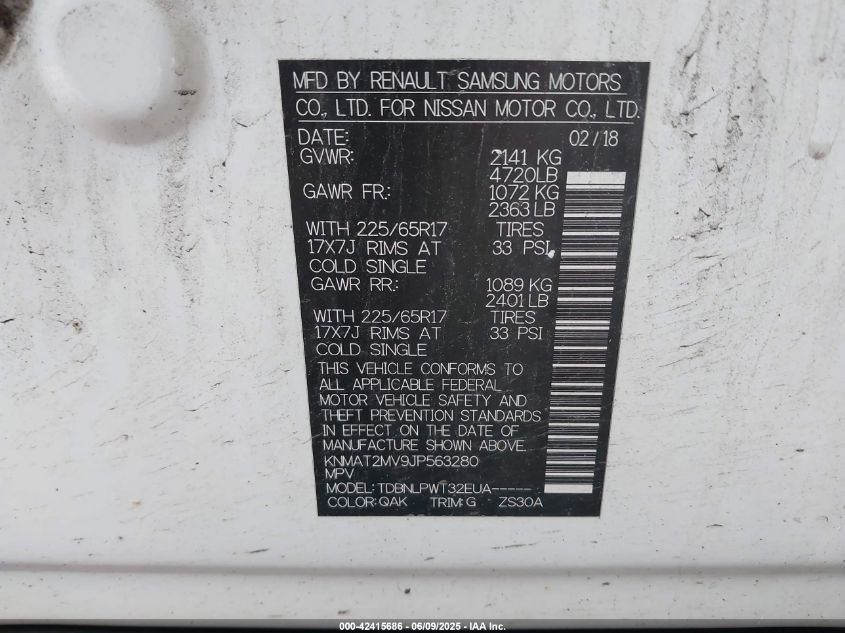 MFD BY RENAULT SAMSUNG MOTORS
CO., LTD. FOR NISSAN MOTOR CO., LTD.
DATE: 02/18
GVWR: 2141 KG
4720LB
GAWR FR.: 1072 KG
2363 LB
WITH 225/65R17 TIRES
17X7J RIMS AT 33 PSI
COLD SINGLE
GAWR RR.: 1089 KG
2401 LB
WITH 225/65R17 TIRES
17X7J RIMS AT 33 PSI
COLD SINGLE
THIS VEHICLE CONFORMS TO
ALL APPLICABLE FEDERAL
MOTOR VEHICLE SAFETY AND
THEFT PREVENTION STANDARDS
IN EFFECT ON THE DATE OF
MANUFACTURE SHOWN ABOVE.
KNMAT2MV9JP563280
MPV
MODEL: TDBNLPWT32EUA-----
COLOR: QAK TRIM: G ZS30A
000-42415686 - 06/09/2025 - IAA Inc.